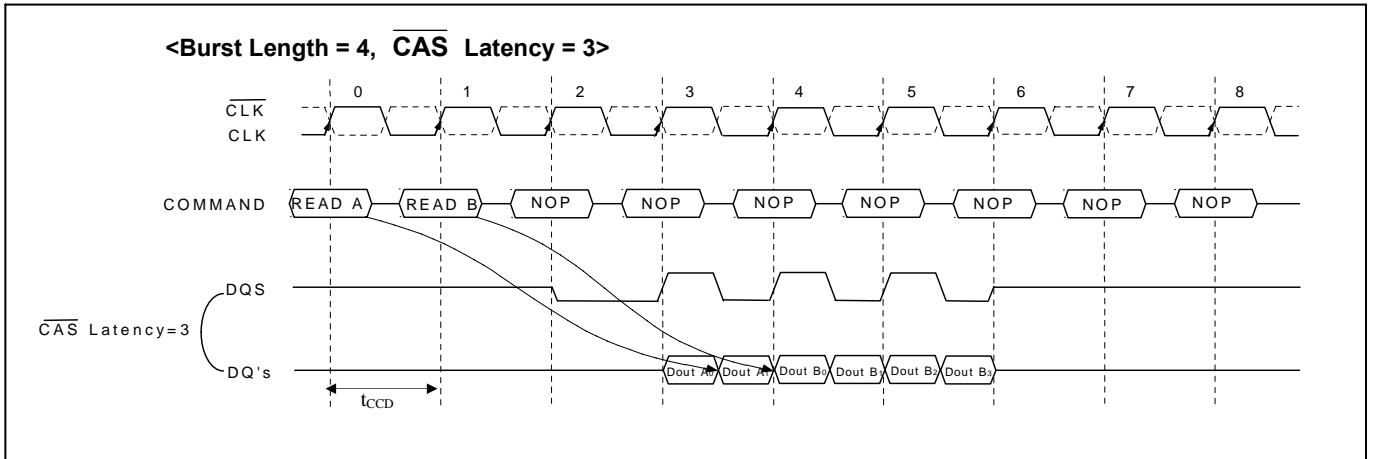 <Burst Length = 4, CAS Latency = 3>
0 1 2 3 4 5 6 7 8
CLK
CLK
COMMAND READ A READ B NOP NOP NOP NOP NOP NOP NOP
DQS
CAS Latency=3
DQ's Dout A0 Dout A1 Dout B0 Dout B1 Dout B2 Dout B3
tCCD